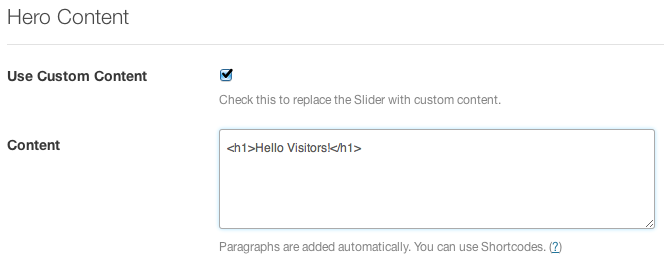 Hero Content
Use Custom Content
Check this to replace the Slider with custom content.
Content
<h1>Hello Visitors!</h1>
Paragraphs are added automatically. You can use Shortcodes. (?)